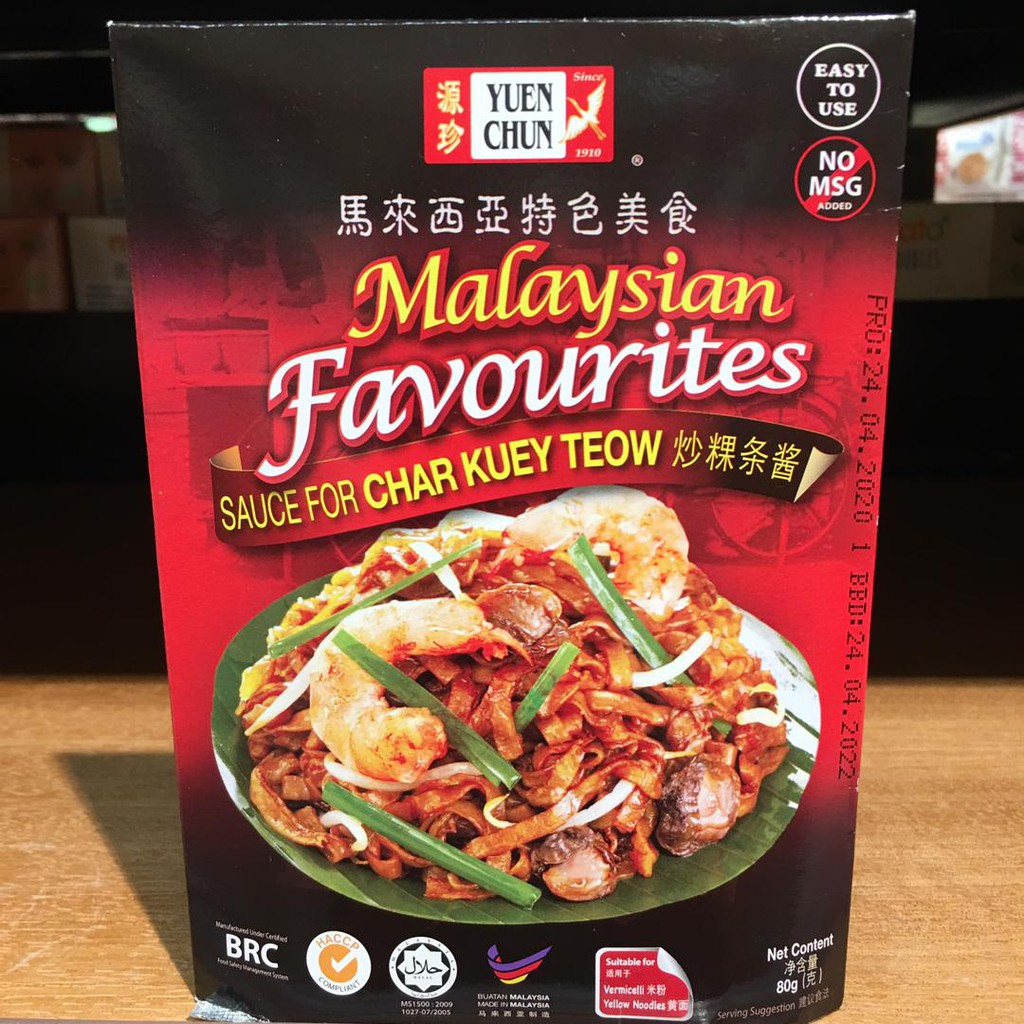 源珍
YUEN
CHUN
Since
1910
®
EASY
TO
USE
NO
MSG
ADDED
馬來西亞特色美食
Malaysian
Favourites
SAUCE FOR CHAR KUEY TEOW 炒粿条酱
PRO:24.04.2020 1 BBD:24.04.2022
Manufactured Under Certified
BRC
Food Safety Management System
HACCP
COMPLIANT
حلال
HALAL
MS1500 : 2009
1027-07/2005
BUATAN MALAYSIA
MADE IN MALAYSIA
马来西亚制造
Suitable for
适用于
Vermicelli 米粉
Yellow Noodles 黄面
Net Content
净含量
80g (克)
Serving Suggestion 建议食法